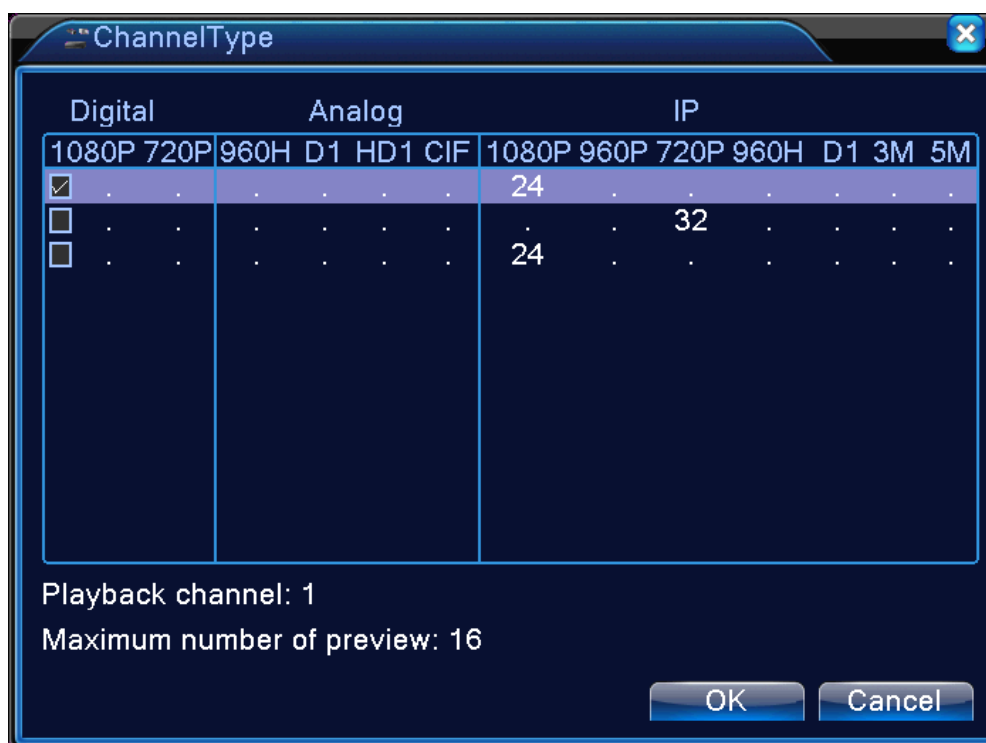 ChannelType
Digital Analog IP
1080P 720P 960H D1 HD1 CIF 1080P 960P 720P 960H D1 3M 5M
. . . . . . 24 . . . . . .
. . . . . . . . 32 . . . .
. . . . . . 24 . . . . . .
Playback channel: 1
Maximum number of preview: 16
OK Cancel